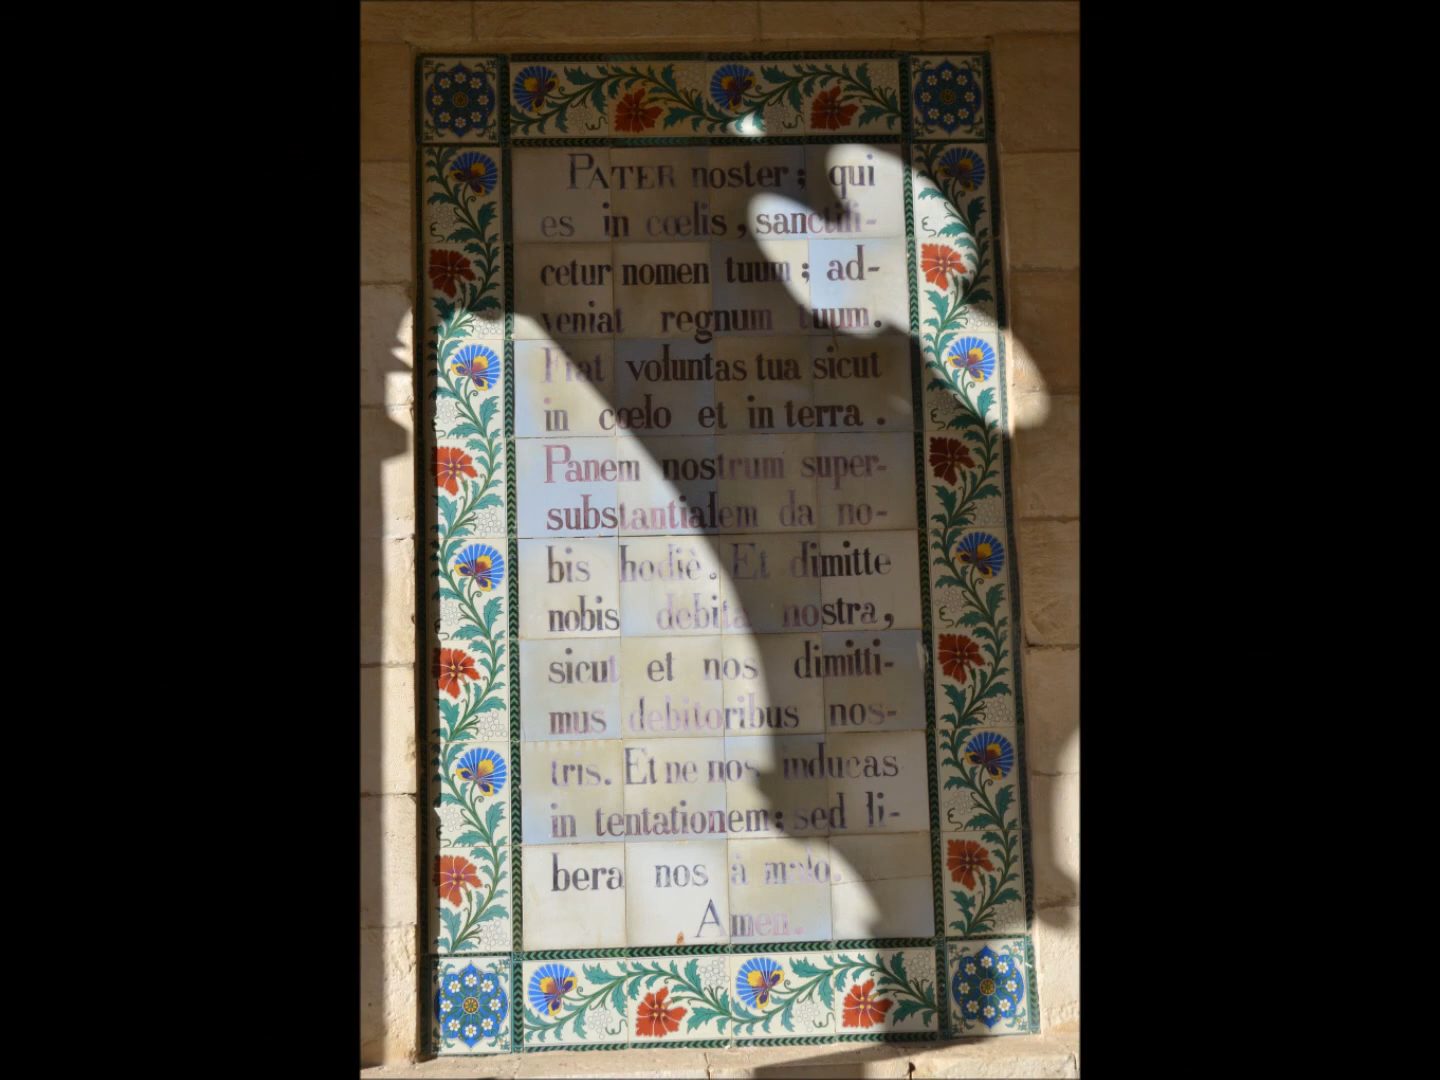 PATER noster; qui
es in cœlis, sanctifi-
cetur nomen tuum; ad-
veniat regnum tuum.
Fiat voluntas tua sicut
in cœlo et in terra.
Panem nostrum super-
substantialem da no-
bis hodiè. Et dimitte
nobis debita nostra,
sicut et nos dimitti-
mus debitoribus nos-
tris. Et ne nos inducas
in tentationem; sed li-
bera nos à malo.
Amen.